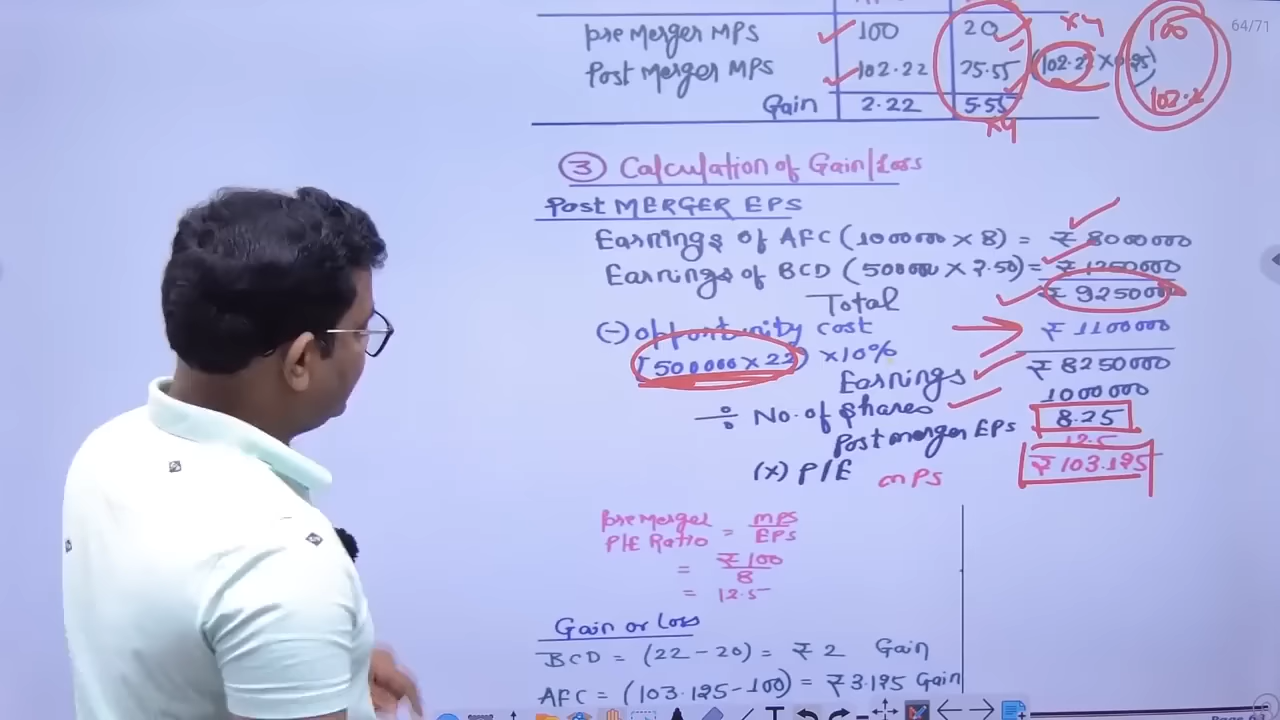 64/71
pre merger MPS 100 20 x4 100
Post Merger MPS 102.22 25.55 (102.22 x 0.25)
Gain 2.22 5.55 x4 102.2
③ Calculation of Gain/Loss
Post MERGER EPS
Earnings of AFC (1000000 x 8) = ₹ 8000000
Earnings of BCD (500000 x 2.50) = ₹ 1250000
Total ₹ 9250000
(-) opportunity cost ₹ 1100000
(500000 x 22) x 10%
Earnings ₹ 8250000
÷ No. of shares 1000000
Post merger EPS 8.25
(x) P/E 12.5
MPS ₹ 103.125
pre merger P/E Ratio = MPS/EPS
= ₹ 100/8
= 12.5
Gain or Loss
BCD = (22-20) = ₹ 2 Gain
AFC = (103.125-100) = ₹ 3.125 Gain